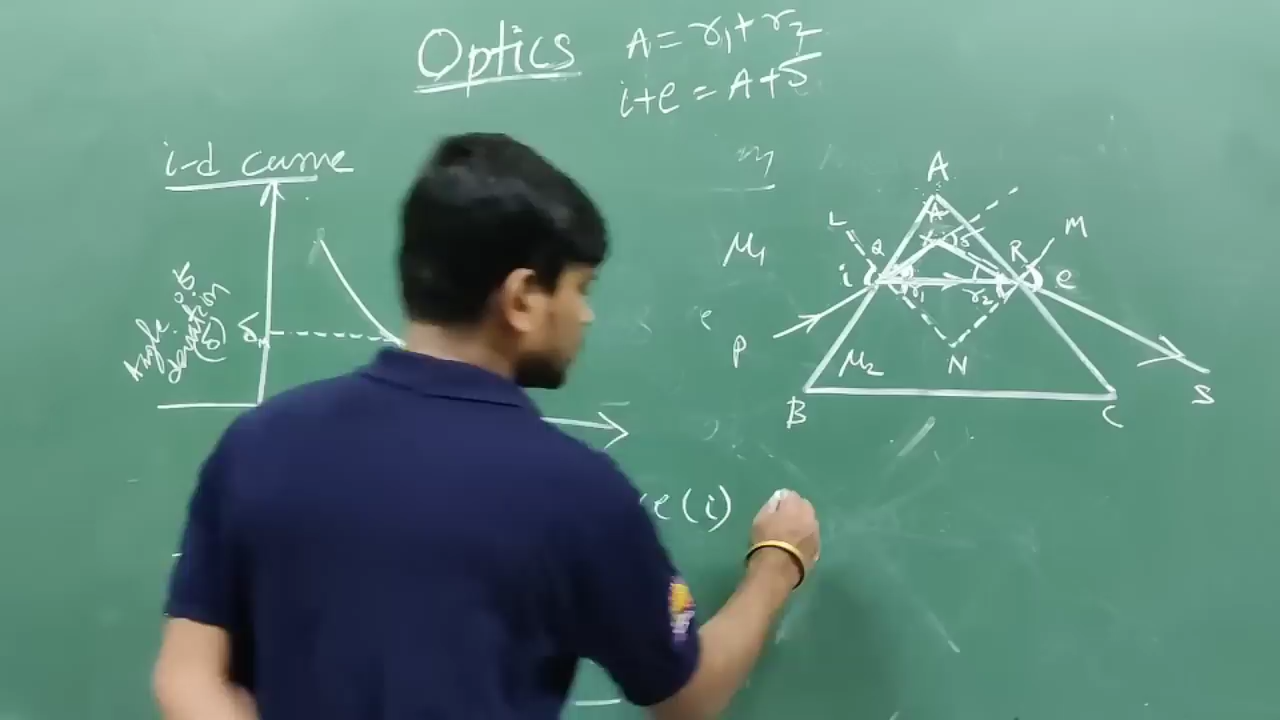 Optics
A = r₁ + r₂
i + e = A + δ
i-d curve
Angle of
deviation
(δ)
δₘ
e (i)
μ₁
A
A
L
M
Q
R
δ
i
e
r₁
r₂
P
μ₂
N
B
C
S